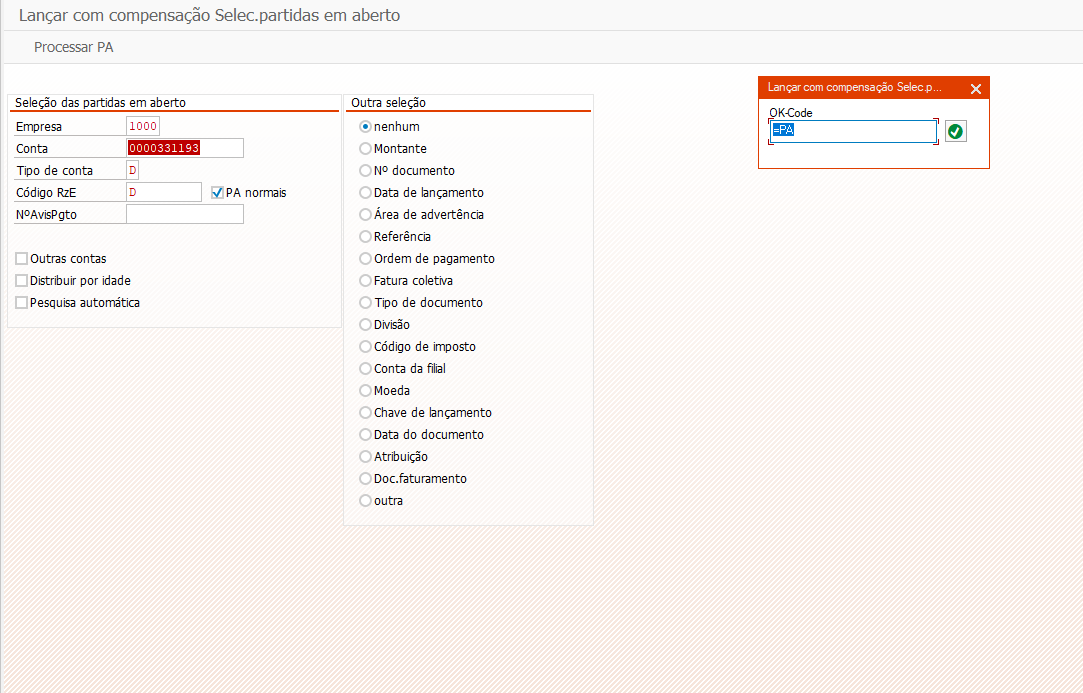 Lançar com compensação Selec.partidas em aberto
Processar PA
Seleção das partidas em aberto
Empresa 1000
Conta 0000331193
Tipo de conta D
Código RzE D PA normais
NºAvisPgto
Outras contas
Distribuir por idade
Pesquisa automática
Outra seleção
nenhum
Montante
Nº documento
Data de lançamento
Área de advertência
Referência
Ordem de pagamento
Fatura coletiva
Tipo de documento
Divisão
Código de imposto
Conta da filial
Moeda
Chave de lançamento
Data do documento
Atribuição
Doc.faturamento
outra
Lançar com compensação Selec.p...
OK-Code
=PA